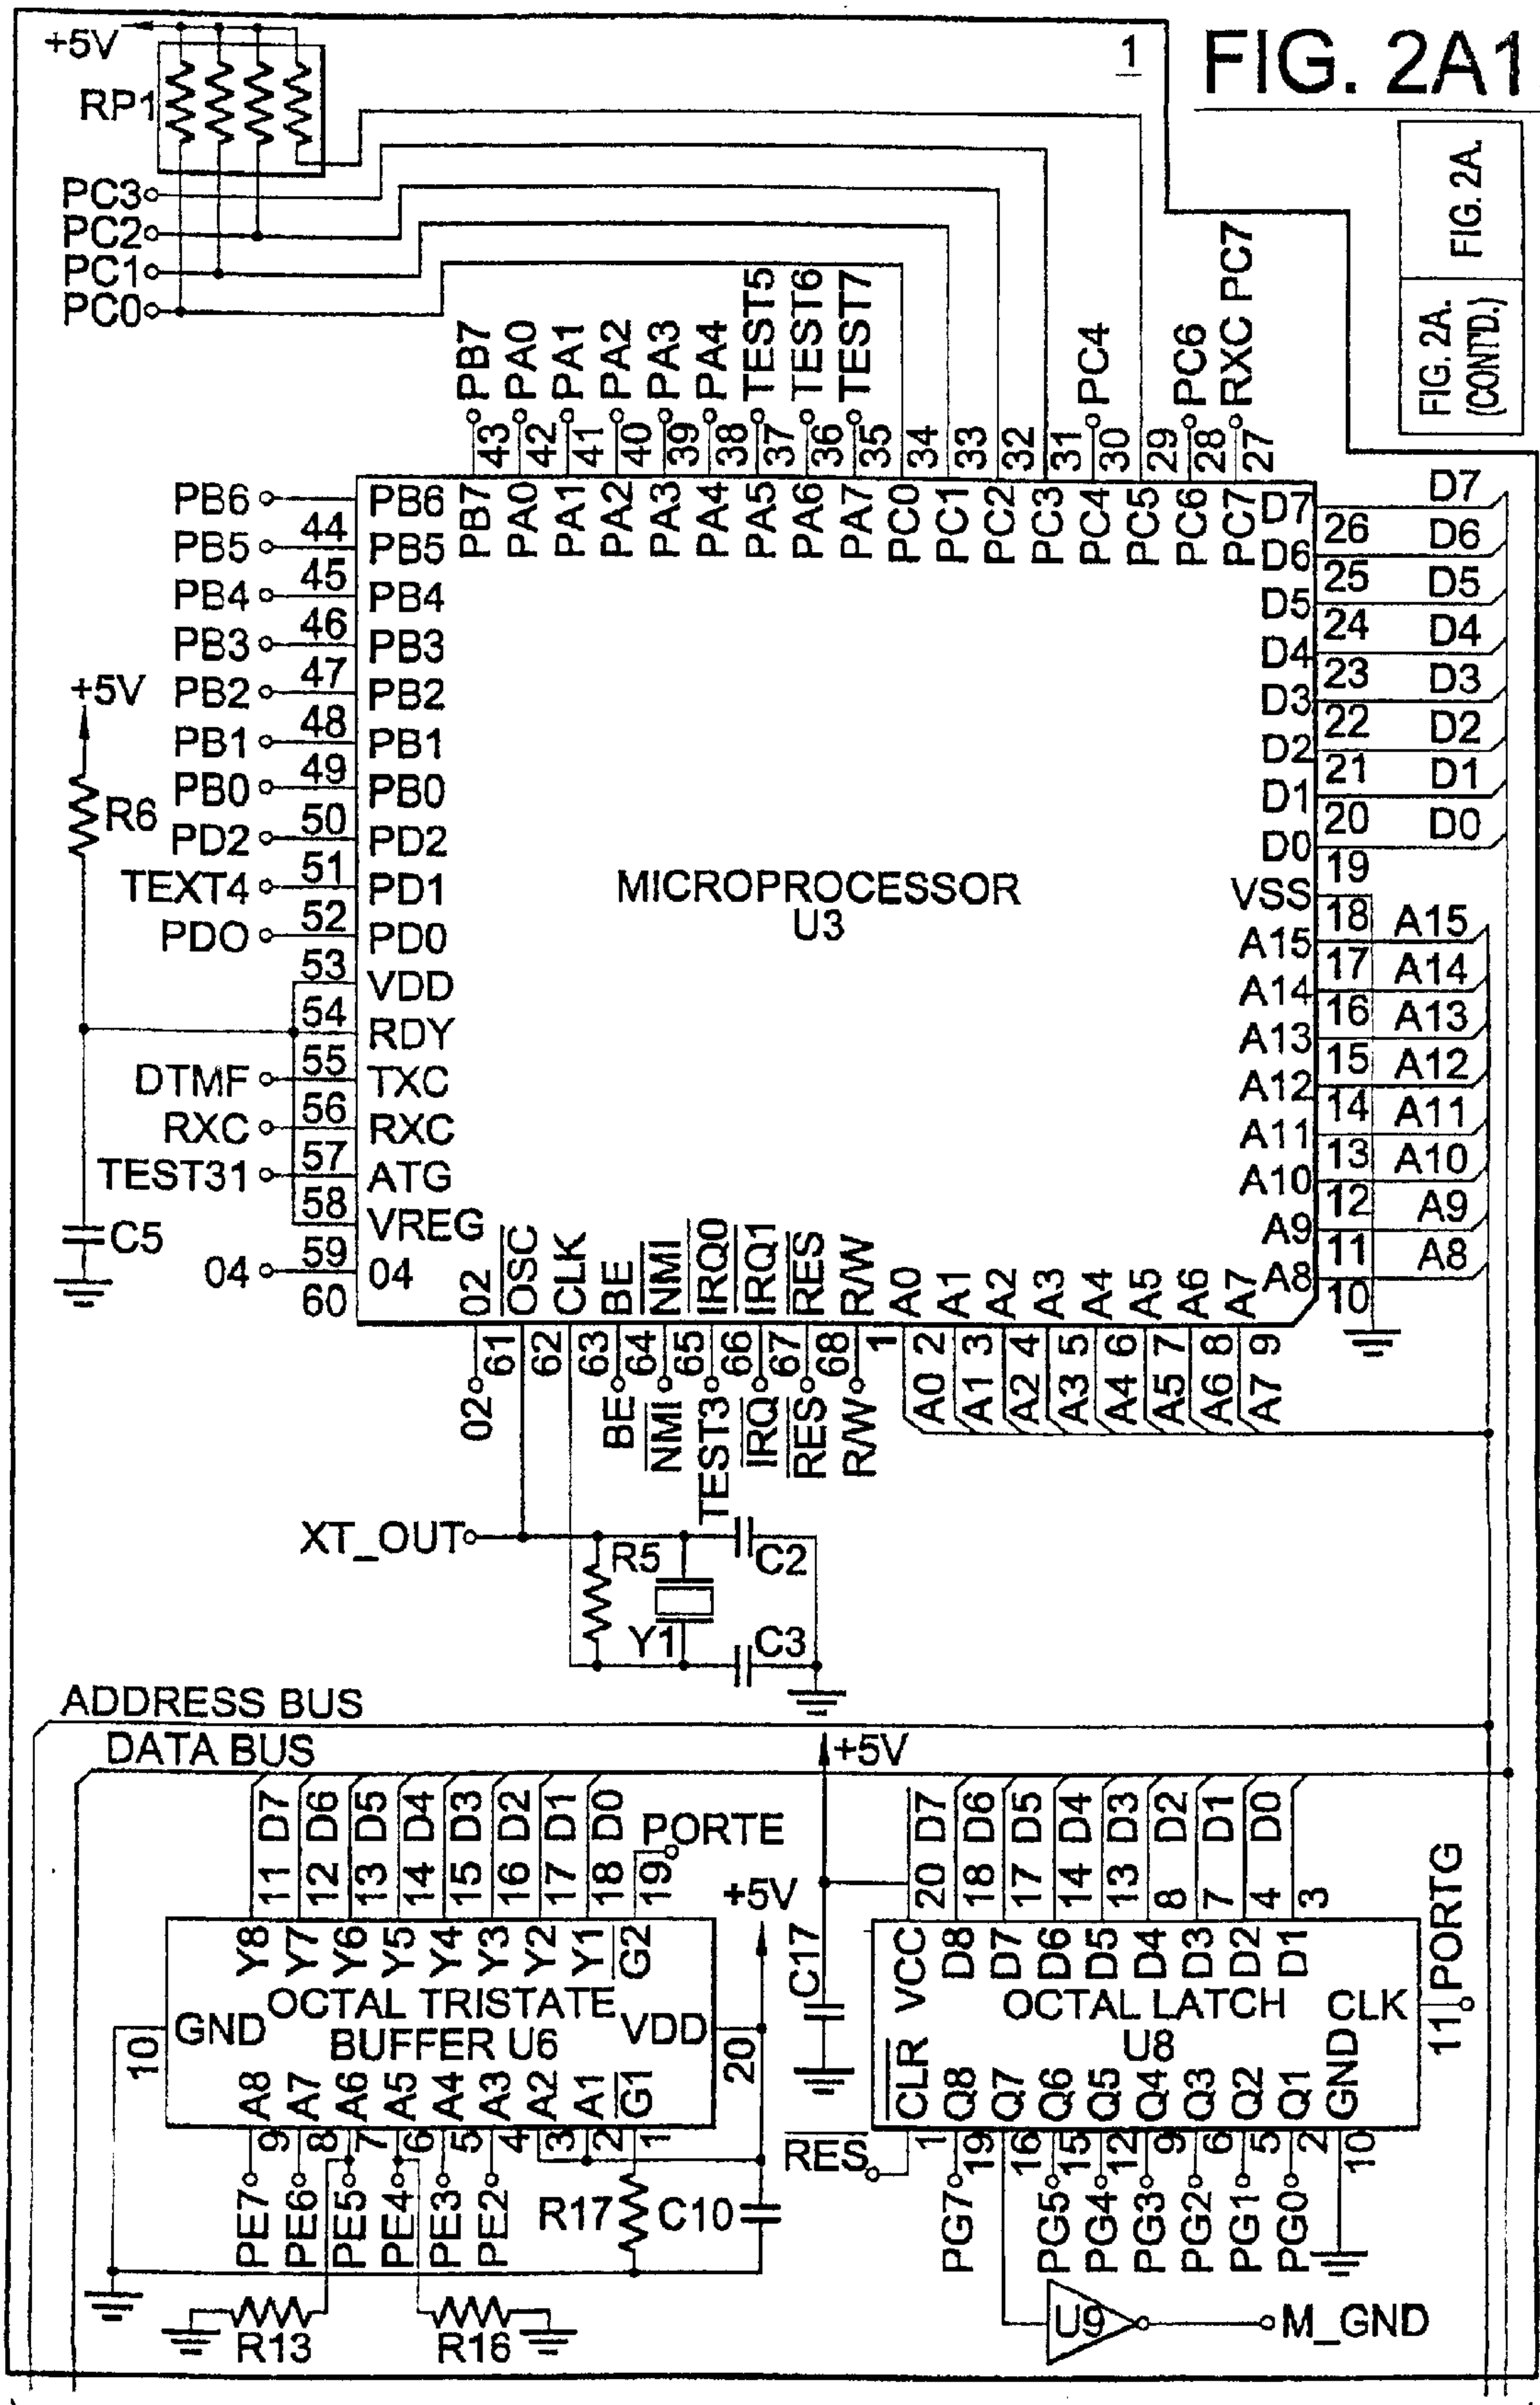 FIG. 2A1
1
FIG. 2A.
(CONT'D.)
FIG. 2A.
+5V
RP1
PC3
PC2
PC1
PC0
PB7
PA0
PA1
PA2
PA3
PA4
TEST5
TEST6
TEST7
PC4
PC6
RXC PC7
43 42 41 40 39 38 37 36 35 34 33 32 31 30 29 28 27
PB7 PA0 PA1 PA2 PA3 PA4 PA5 PA6 PA7 PC0 PC1 PC2 PC3 PC4 PC5 PC6 PC7
PB6 44 PB6
PB5 45 PB5
PB4 46 PB4
PB3 47 PB3
PB2 48 PB2
PB1 49 PB1
PB0 50 PB0
PD2 51 PD2
TEXT4 52 PD1
PDO 53 PD0
54 VDD
55 RDY
DTMF 56 TXC
RXC 57 RXC
TEST31 58 ATG
59 VREG
04 60 04
+5V
R6
C5
MICROPROCESSOR
U3
D7 26 D7
D6 25 D6
D5 24 D5
D4 23 D4
D3 22 D3
D2 21 D2
D1 20 D1
D0 19 D0
VSS 18
A15 17 A15
A14 16 A14
A13 15 A13
A12 14 A12
A11 13 A11
A10 12 A10
A9 11 A9
A8 10 A8
02 OSC CLK BE NMI IRQ0 IRQ1 RES R/W A0 A1 A2 A3 A4 A5 A6 A7
61 62 63 64 65 66 67 68 1 2 3 4 5 6 7 8 9
02 BE NMI TEST3 IRQ RES R/W A0 A1 A2 A3 A4 A5 A6 A7
XT_OUT
R5
C2
Y1
C3
ADDRESS BUS
DATA BUS
+5V
D7 D6 D5 D4 D3 D2 D1 D0
PORTE
11 12 13 14 15 16 17 18 19
+5V
Y8 Y7 Y6 Y5 Y4 Y3 Y2 Y1 G2
OCTAL TRISTATE
BUFFER U6
GND
10
VDD
20
A8 A7 A6 A5 A4 A3 A2 A1 G1
9 8 7 6 5 4 3 2 1
PE7 PE6 PE5 PE4 PE3 PE2
R17
C10
R13
R16
C17
D7 D6 D5 D4 D3 D2 D1 D0
20 18 17 14 13 8 7 4 3
VCC D8 D7 D6 D5 D4 D3 D2 D1
OCTAL LATCH
U8
CLK
11
PORTG
CLR Q8 Q7 Q6 Q5 Q4 Q3 Q2 Q1 GND
1 19 16 15 12 9 6 5 2 10
RES
PG7 PG5 PG4 PG3 PG2 PG1 PG0
U9
M_GND